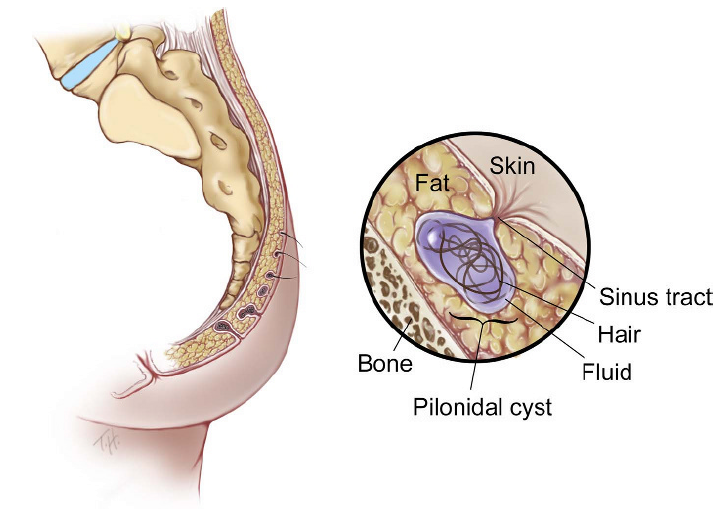 Skin
Fat
Sinus tract
Hair
Bone
Fluid
Pilonidal cyst
T.H.